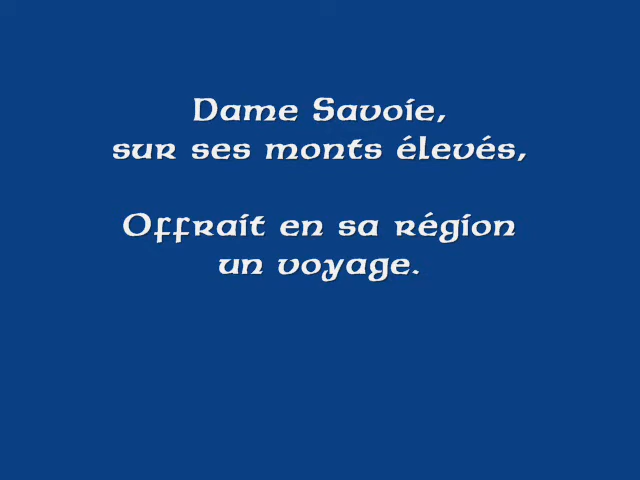 Dame Savoie,
sur ses monts élevés,
Offrait en sa région
un voyage.